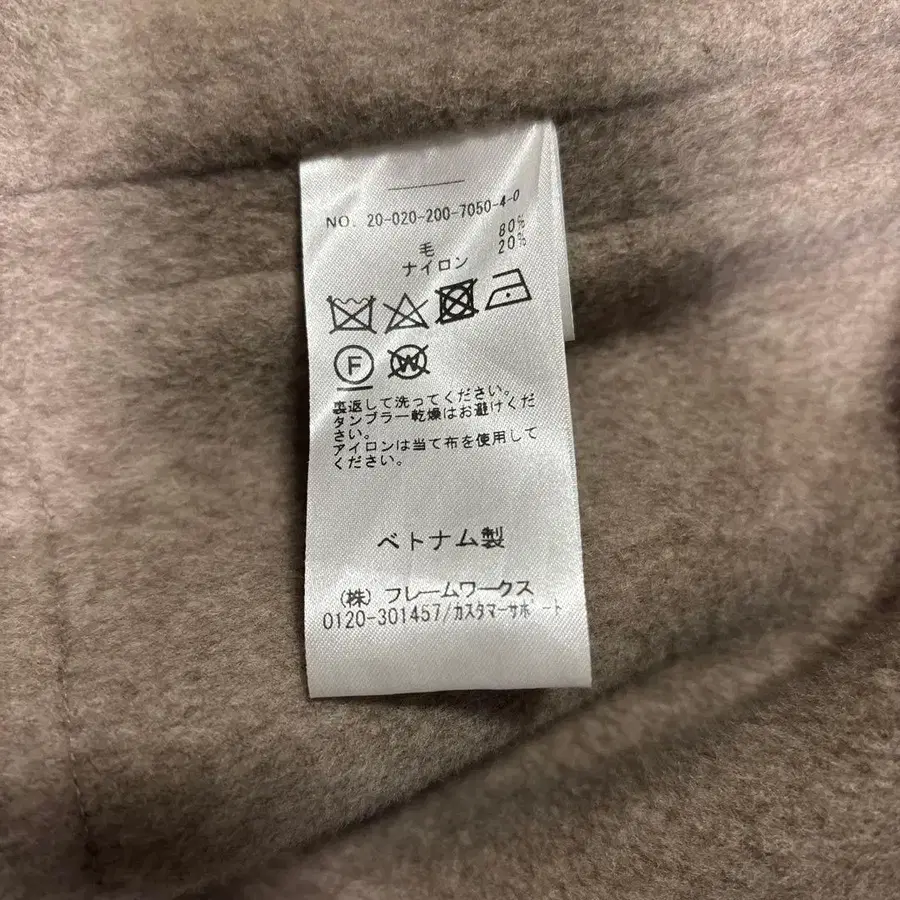 NO. 20-020-200-7050-4-0
毛 80%
ナイロン 20%
F
W
裏返して洗ってください。
タンブラー乾燥はお避けくだ
さい。
アイロンは当て布を使用して
ください。
ベトナム製
(株) フレームワークス
0120-301457/カスタマーサポート